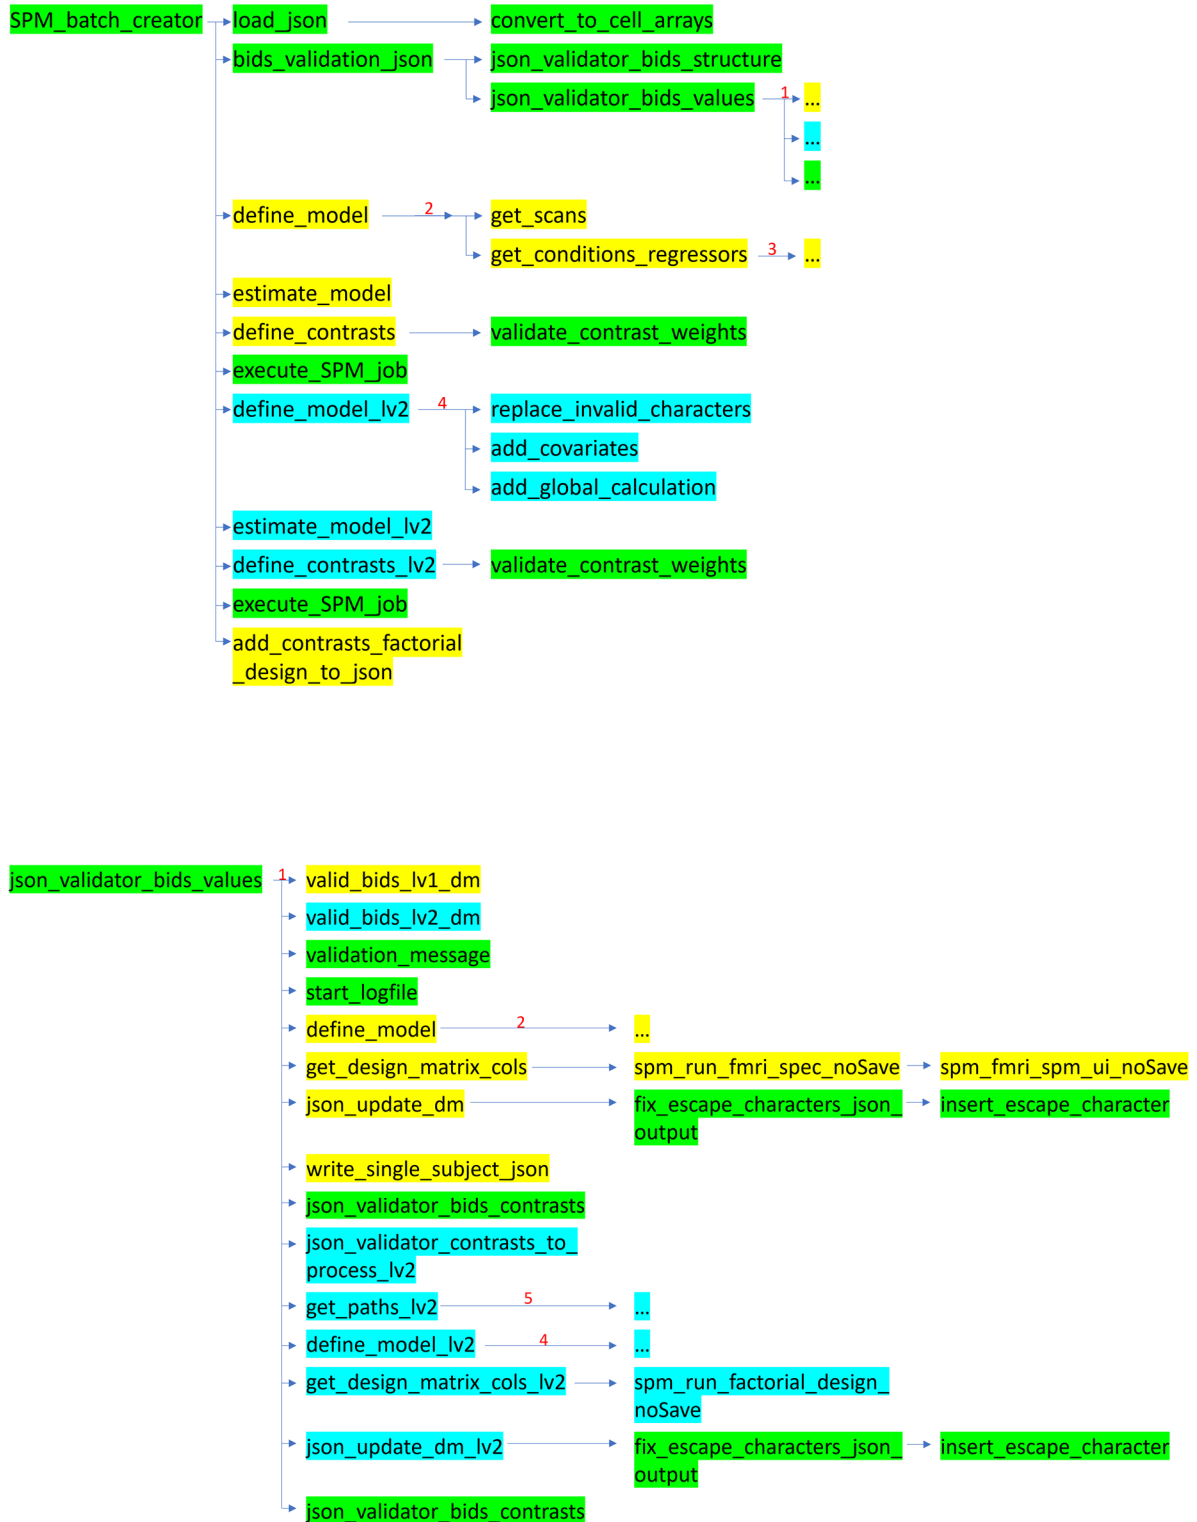 SPM_batch_creator load_json convert_to_cell_arrays
bids_validation_json json_validator_bids_structure
json_validator_bids_values 1 ...
...
...
define_model 2 get_scans
get_conditions_regressors 3 ...
estimate_model
define_contrasts validate_contrast_weights
execute_SPM_job
define_model_lv2 4 replace_invalid_characters
add_covariates
add_global_calculation
estimate_model_lv2
define_contrasts_lv2 validate_contrast_weights
execute_SPM_job
add_contrasts_factorial
_design_to_json
json_validator_bids_values 1 valid_bids_lv1_dm
valid_bids_lv2_dm
validation_message
start_logfile
define_model 2 ...
get_design_matrix_cols spm_run_fmri_spec_noSave spm_fmri_spm_ui_noSave
json_update_dm fix_escape_characters_json_ insert_escape_character
output
write_single_subject_json
json_validator_bids_contrasts
json_validator_contrasts_to_
process_lv2
get_paths_lv2 5 ...
define_model_lv2 4 ...
get_design_matrix_cols_lv2 spm_run_factorial_design_
noSave
json_update_dm_lv2 fix_escape_characters_json_ insert_escape_character
output
json_validator_bids_contrasts